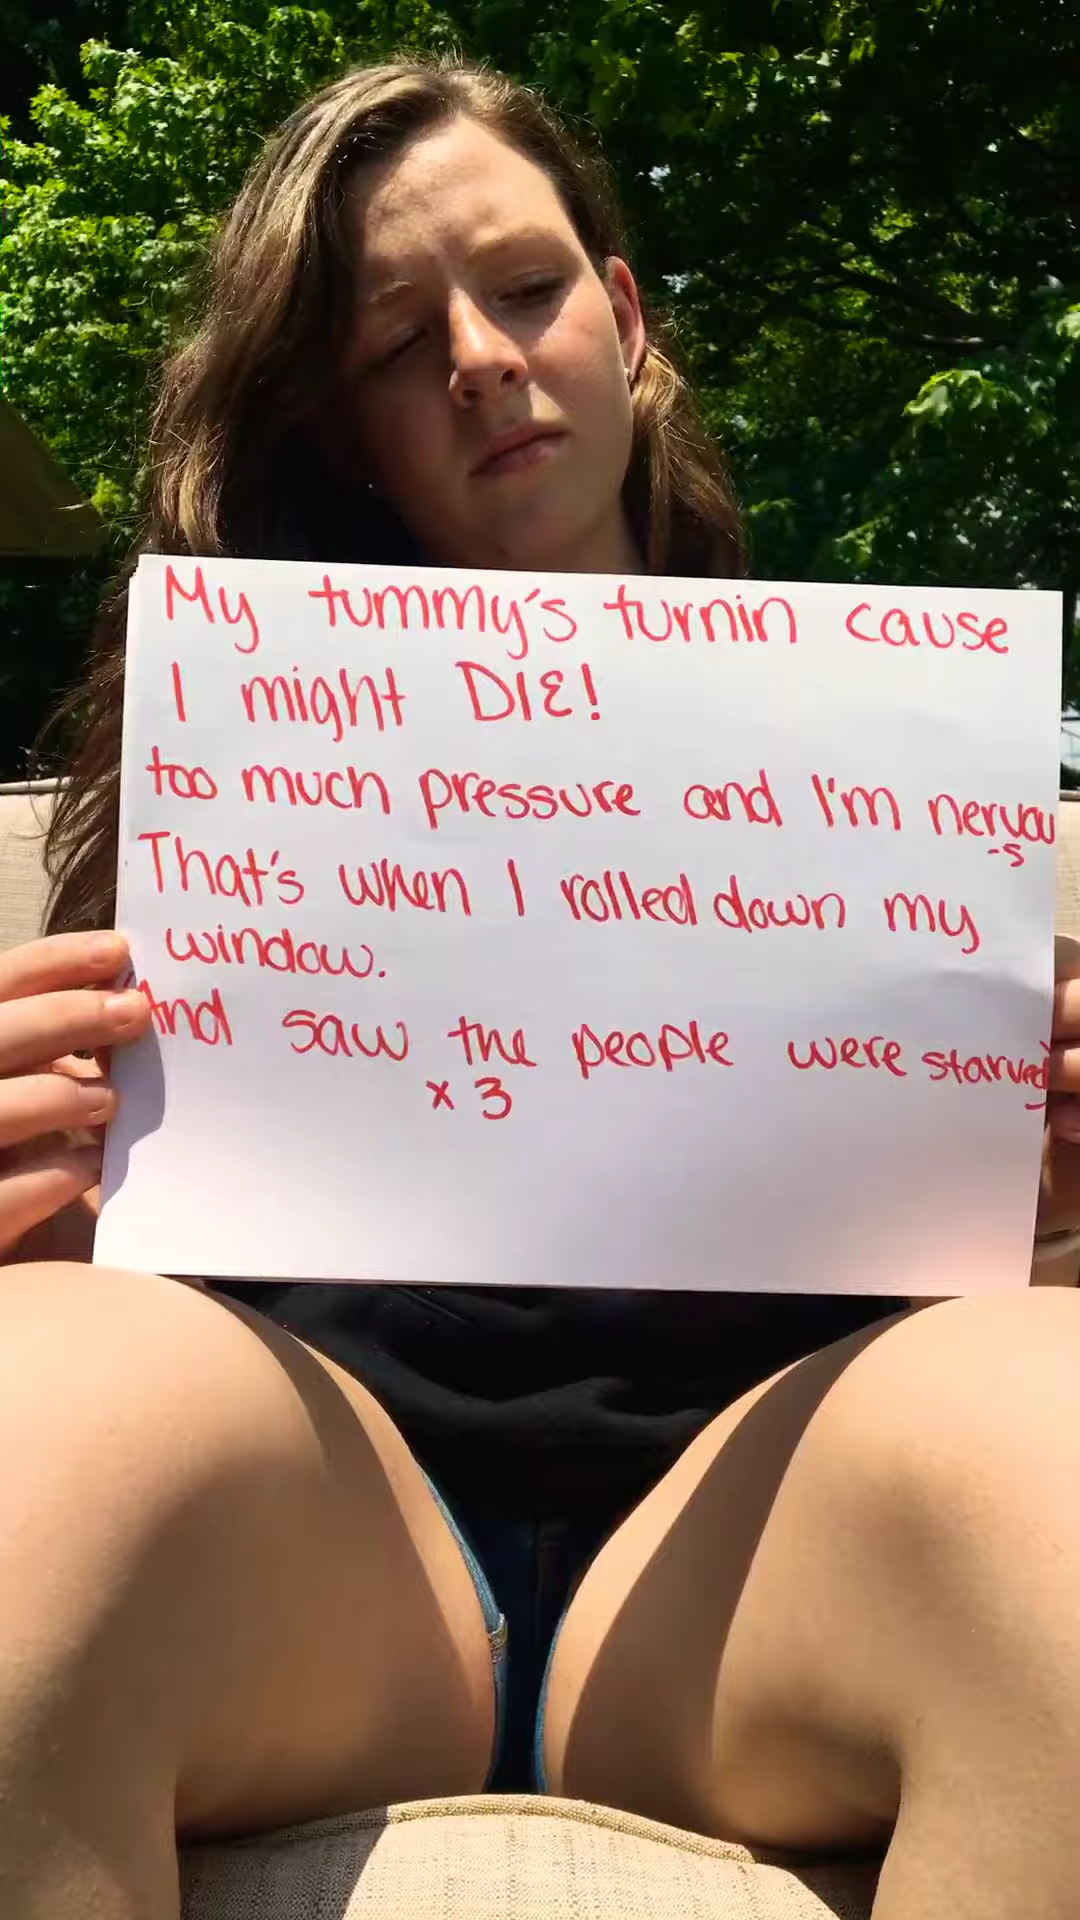 My tummy's turnin cause
I might DIE!
too much pressure and I'm nervou
-s
That's when I rolled down my
window.
And saw the people were starved
x 3